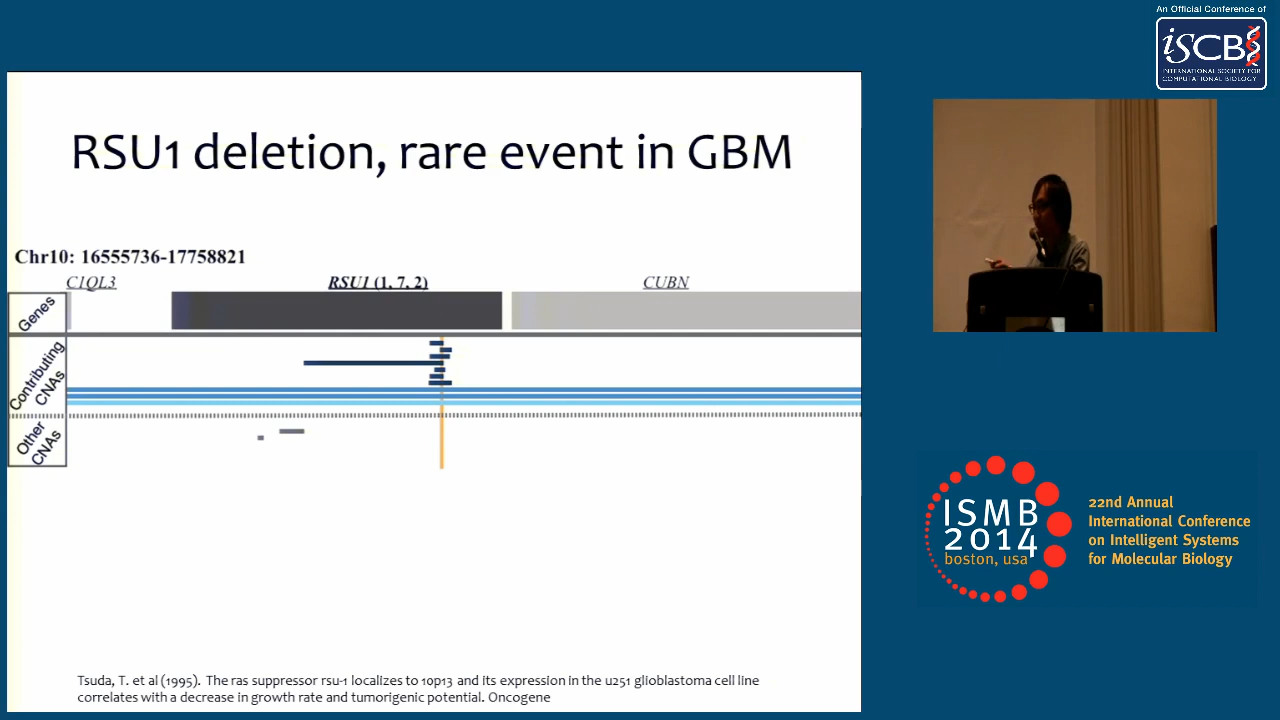 An Official Conference of
iSCB
INTERNATIONAL SOCIETY FOR
COMPUTATIONAL BIOLOGY
RSU1 deletion, rare event in GBM
Chr10: 16555736-17758821
C1QL3
RSU1 (1, 7, 2)
CUBN
Genes
Contributing
CNAs
Other
CNAs
Tsuda, T. et al (1995). The ras suppressor rsu-1 localizes to 10p13 and its expression in the u251 glioblastoma cell line
correlates with a decrease in growth rate and tumorigenic potential. Oncogene
ISMB
2014
boston, usa
22nd Annual
International Conference
on Intelligent Systems
for Molecular Biology